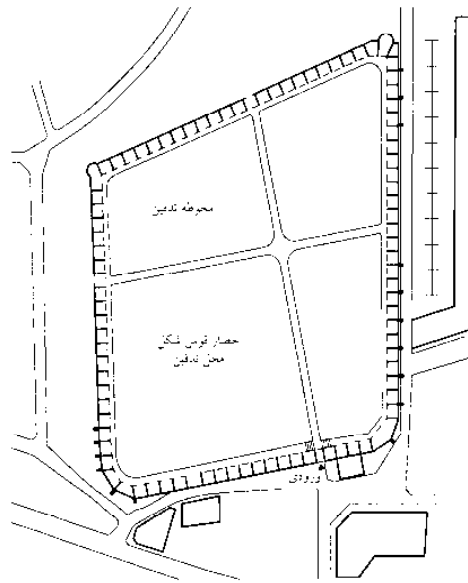 محوطه تدفین
حصار قوس شکل
محل تدفین
ورودی